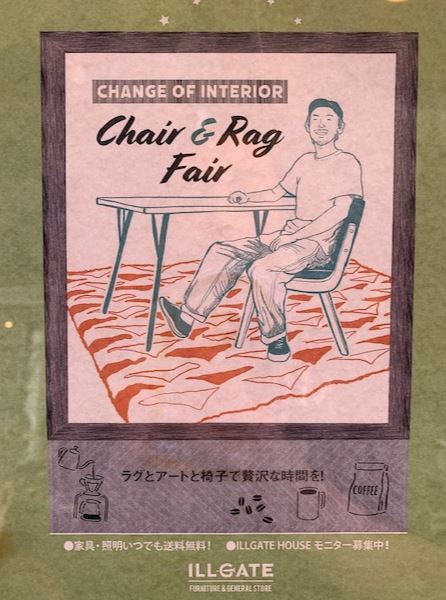 CHANGE OF INTERIOR
Chair & Rag
Fair
ラグとアートと椅子で贅沢な時間を!
COFFEE
●家具・照明いつでも送料無料! ●ILLGATE HOUSE モニター募集中!
ILLGATE
FURNITURE & GENERAL STORE